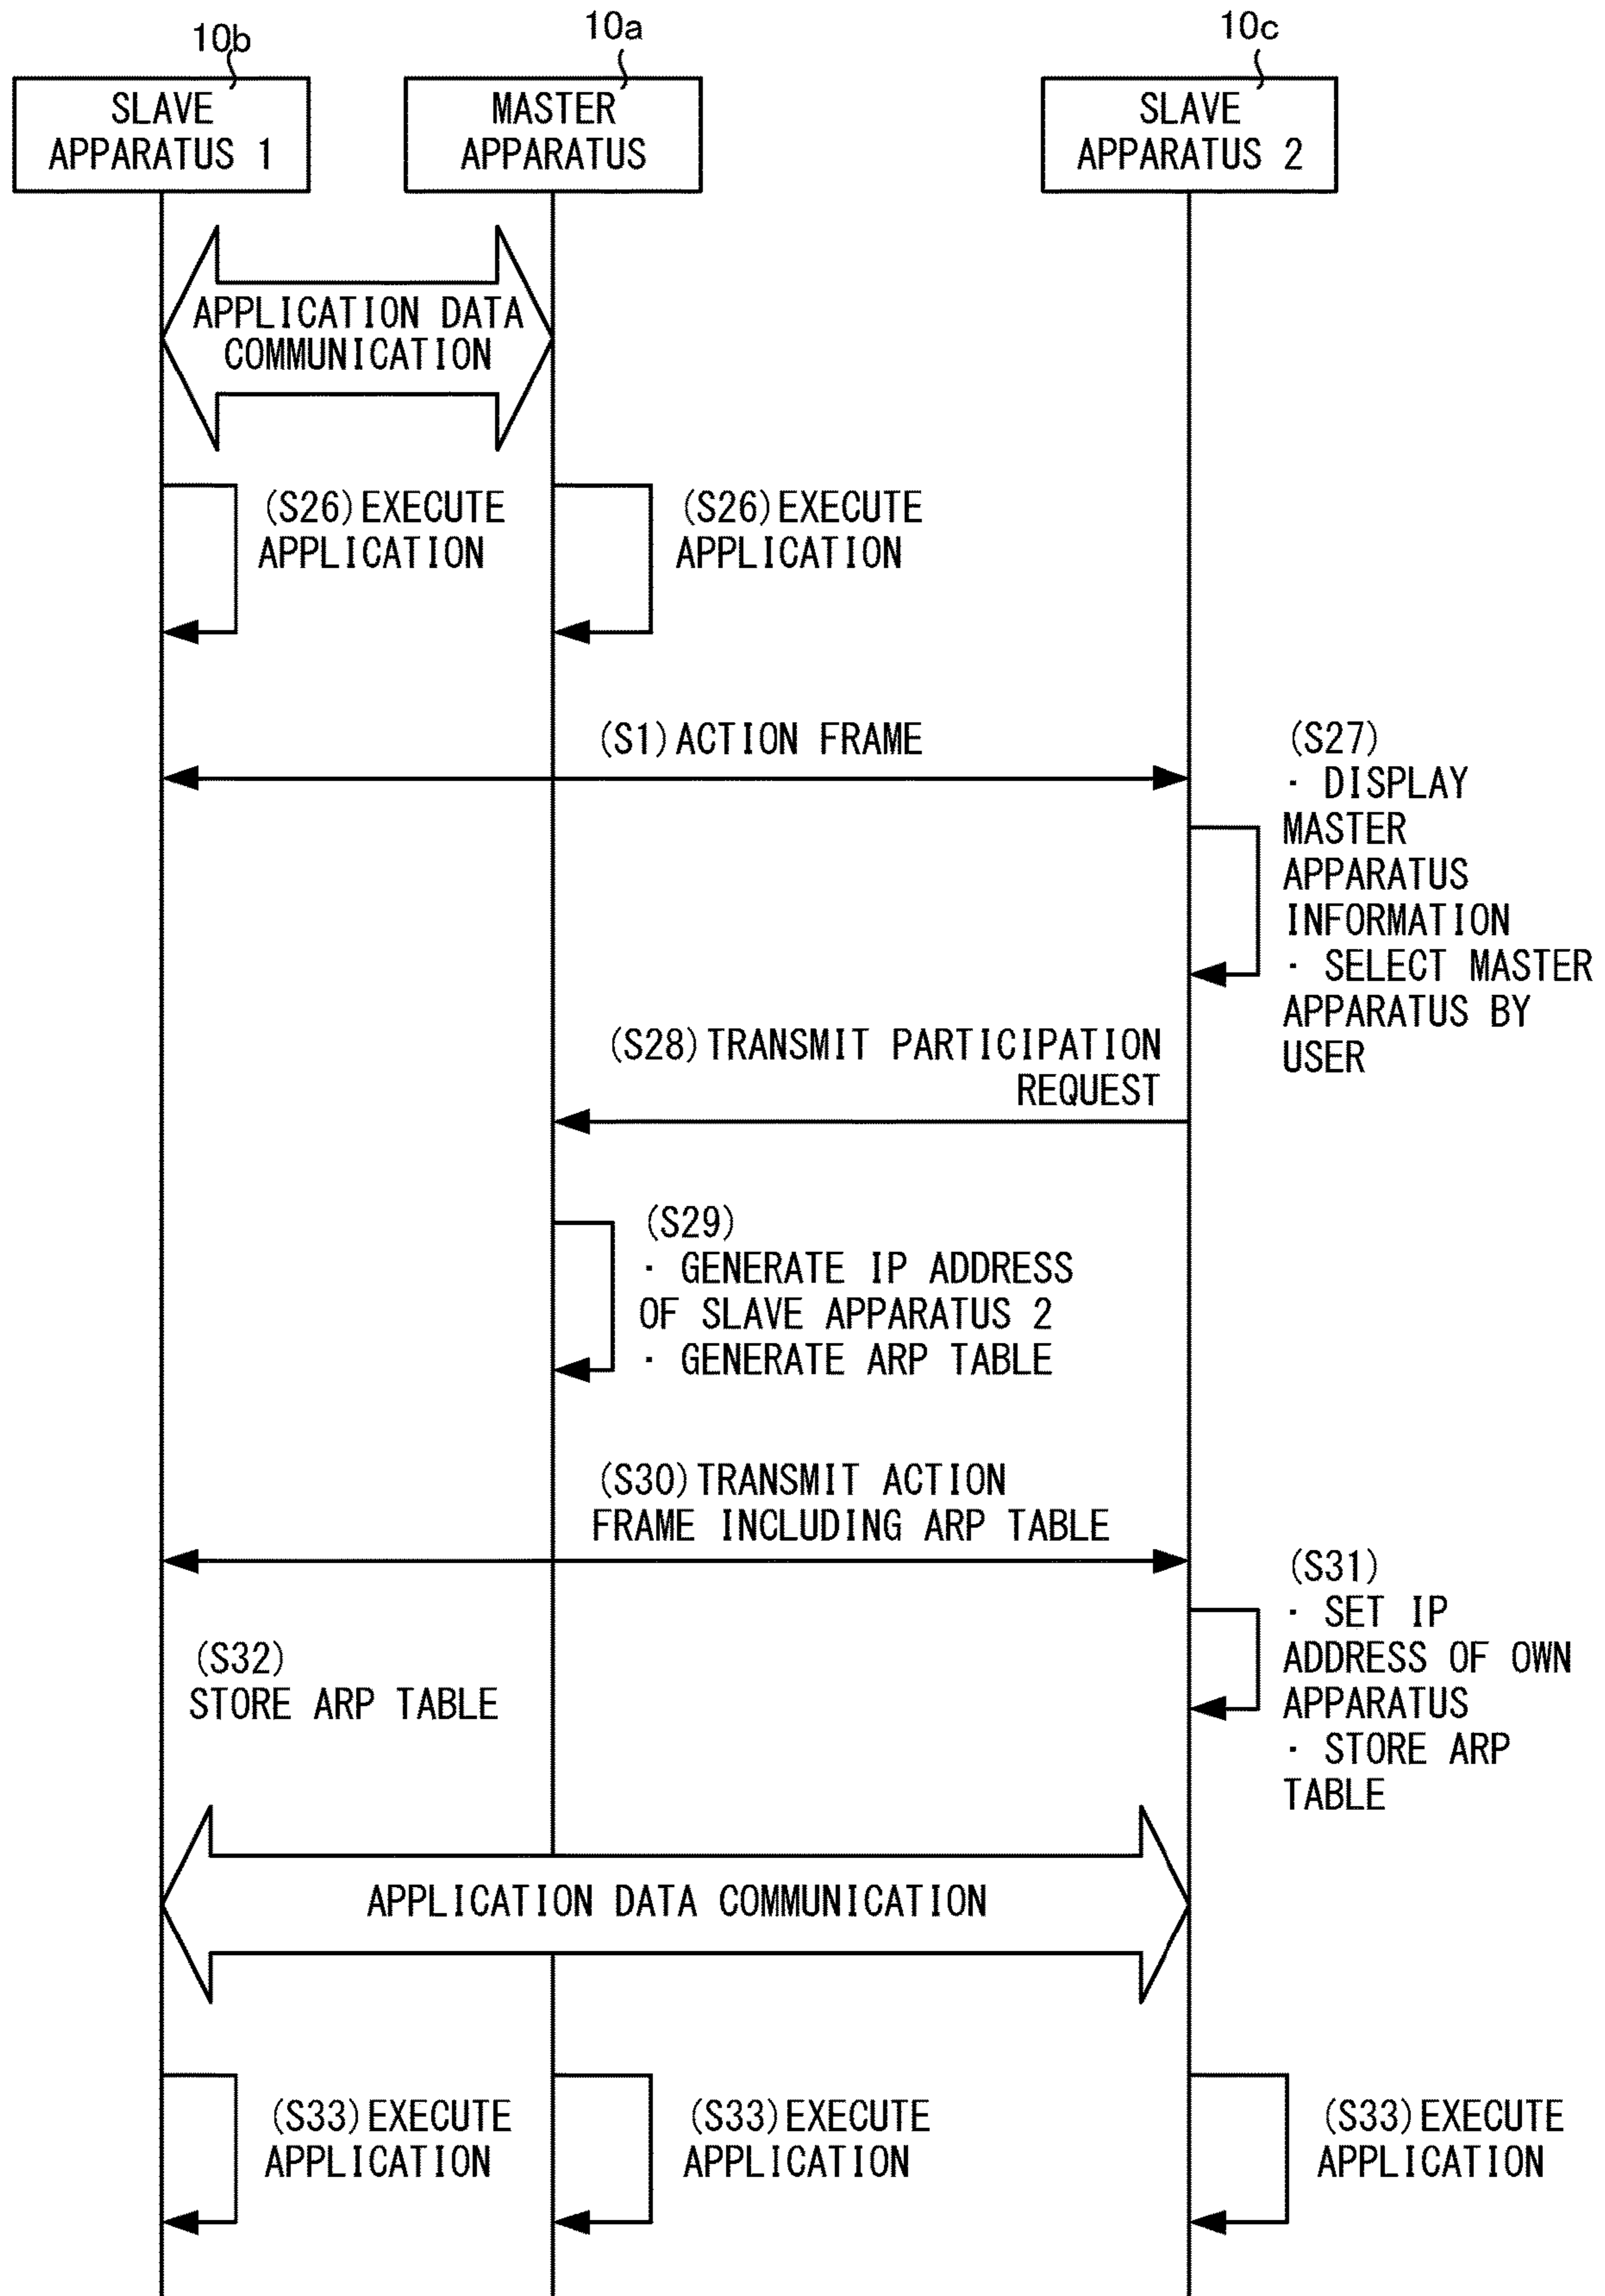 10b
10a
10c
SLAVE
APPARATUS 1
MASTER
APPARATUS
SLAVE
APPARATUS 2
APPLICATION DATA
COMMUNICATION
(S26) EXECUTE
APPLICATION
(S26) EXECUTE
APPLICATION
(S1) ACTION FRAME
(S27)
· DISPLAY
MASTER
APPARATUS
INFORMATION
· SELECT MASTER
APPARATUS BY
USER
(S28) TRANSMIT PARTICIPATION
REQUEST
(S29)
· GENERATE IP ADDRESS
OF SLAVE APPARATUS 2
· GENERATE ARP TABLE
(S30) TRANSMIT ACTION
FRAME INCLUDING ARP TABLE
(S31)
· SET IP
ADDRESS OF OWN
APPARATUS
· STORE ARP
TABLE
(S32)
STORE ARP TABLE
APPLICATION DATA COMMUNICATION
(S33) EXECUTE
APPLICATION
(S33) EXECUTE
APPLICATION
(S33) EXECUTE
APPLICATION